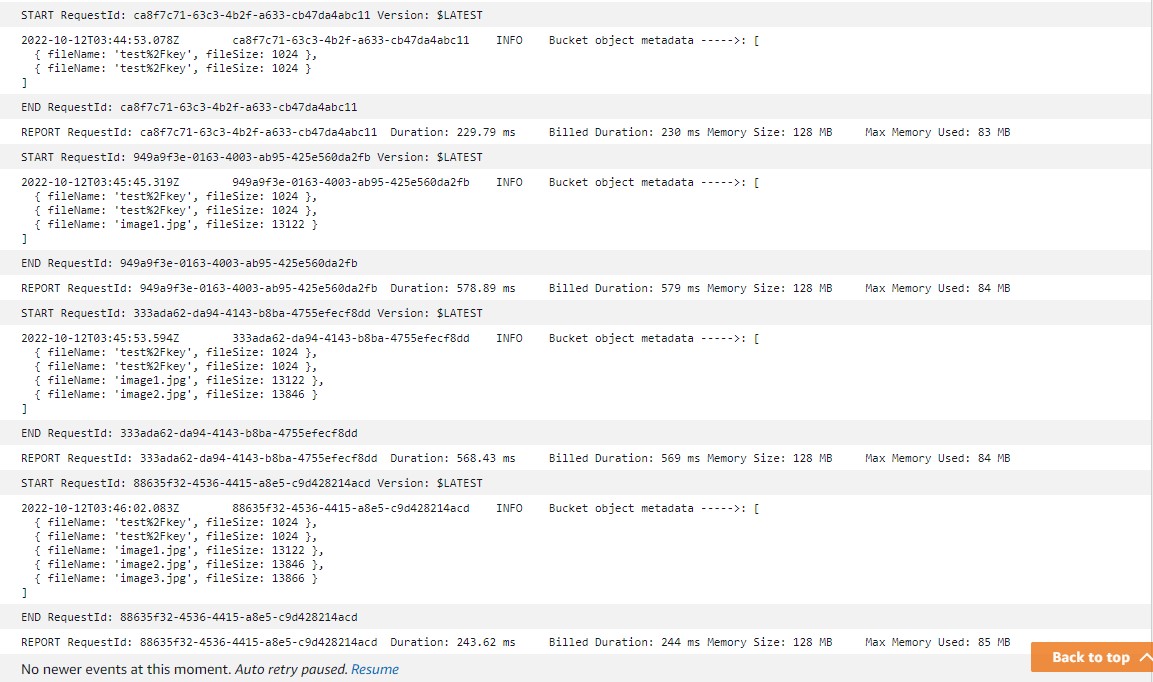 START RequestId: ca8f7c71-63c3-4b2f-a633-cb47da4abc11 Version: $LATEST
2022-10-12T03:44:53.078Z ca8f7c71-63c3-4b2f-a633-cb47da4abc11 INFO Bucket object metadata ----->: [
{ fileName: 'test%2Fkey', fileSize: 1024 },
{ fileName: 'test%2Fkey', fileSize: 1024 }
]
END RequestId: ca8f7c71-63c3-4b2f-a633-cb47da4abc11
REPORT RequestId: ca8f7c71-63c3-4b2f-a633-cb47da4abc11 Duration: 229.79 ms Billed Duration: 230 ms Memory Size: 128 MB Max Memory Used: 83 MB
START RequestId: 949a9f3e-0163-4003-ab95-425e560da2fb Version: $LATEST
2022-10-12T03:45:45.319Z 949a9f3e-0163-4003-ab95-425e560da2fb INFO Bucket object metadata ----->: [
{ fileName: 'test%2Fkey', fileSize: 1024 },
{ fileName: 'test%2Fkey', fileSize: 1024 },
{ fileName: 'image1.jpg', fileSize: 13122 }
]
END RequestId: 949a9f3e-0163-4003-ab95-425e560da2fb
REPORT RequestId: 949a9f3e-0163-4003-ab95-425e560da2fb Duration: 578.89 ms Billed Duration: 579 ms Memory Size: 128 MB Max Memory Used: 84 MB
START RequestId: 333ada62-da94-4143-b8ba-4755efecf8dd Version: $LATEST
2022-10-12T03:45:53.594Z 333ada62-da94-4143-b8ba-4755efecf8dd INFO Bucket object metadata ----->: [
{ fileName: 'test%2Fkey', fileSize: 1024 },
{ fileName: 'test%2Fkey', fileSize: 1024 },
{ fileName: 'image1.jpg', fileSize: 13122 },
{ fileName: 'image2.jpg', fileSize: 13846 }
]
END RequestId: 333ada62-da94-4143-b8ba-4755efecf8dd
REPORT RequestId: 333ada62-da94-4143-b8ba-4755efecf8dd Duration: 568.43 ms Billed Duration: 569 ms Memory Size: 128 MB Max Memory Used: 84 MB
START RequestId: 88635f32-4536-4415-a8e5-c9d428214acd Version: $LATEST
2022-10-12T03:46:02.083Z 88635f32-4536-4415-a8e5-c9d428214acd INFO Bucket object metadata ----->: [
{ fileName: 'test%2Fkey', fileSize: 1024 },
{ fileName: 'test%2Fkey', fileSize: 1024 },
{ fileName: 'image1.jpg', fileSize: 13122 },
{ fileName: 'image2.jpg', fileSize: 13846 },
{ fileName: 'image3.jpg', fileSize: 13866 }
]
END RequestId: 88635f32-4536-4415-a8e5-c9d428214acd
REPORT RequestId: 88635f32-4536-4415-a8e5-c9d428214acd Duration: 243.62 ms Billed Duration: 244 ms Memory Size: 128 MB Max Memory Used: 85 MB
No newer events at this moment. Auto retry paused. Resume
Back to top